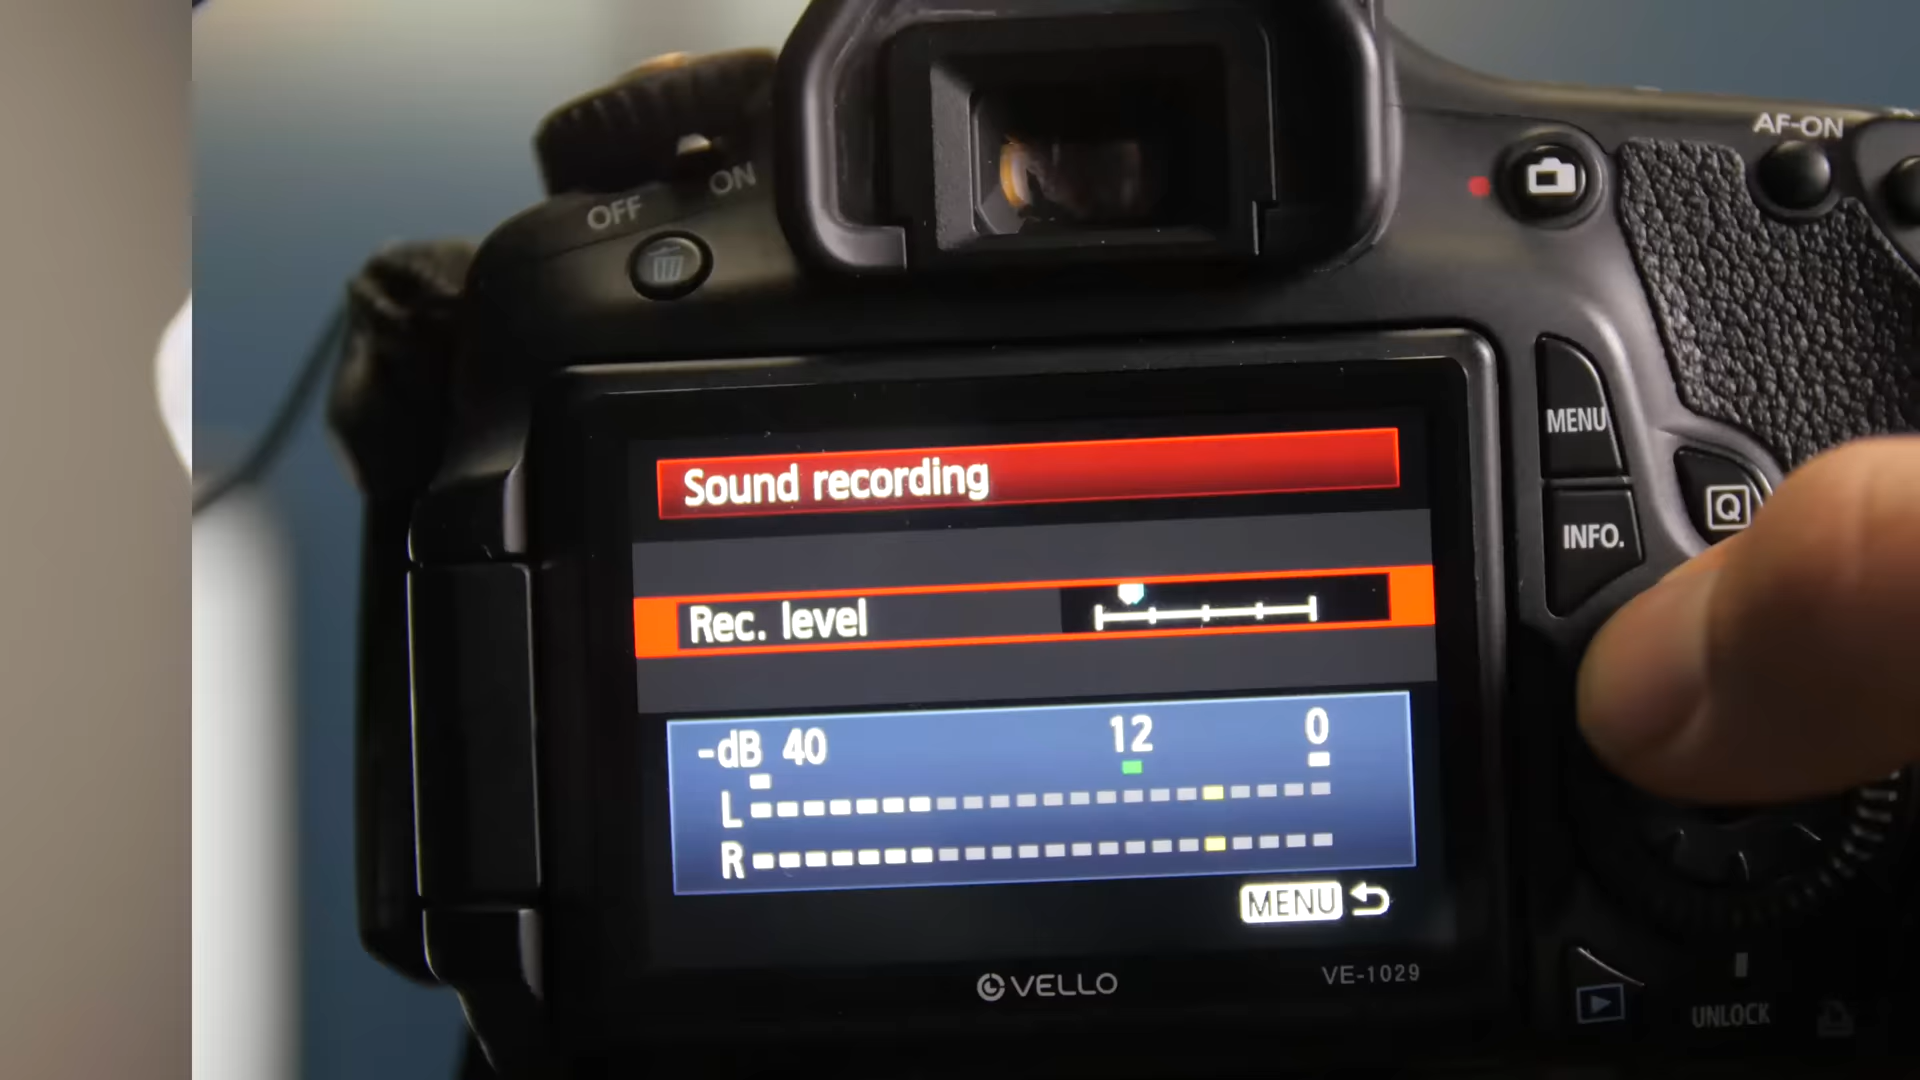 AF-ON
ON
OFF
MENU
Sound recording
Q
INFO.
Rec. level
-dB 40 12 0
L
R
MENU
VELLO
VE-1029
UNLOCK